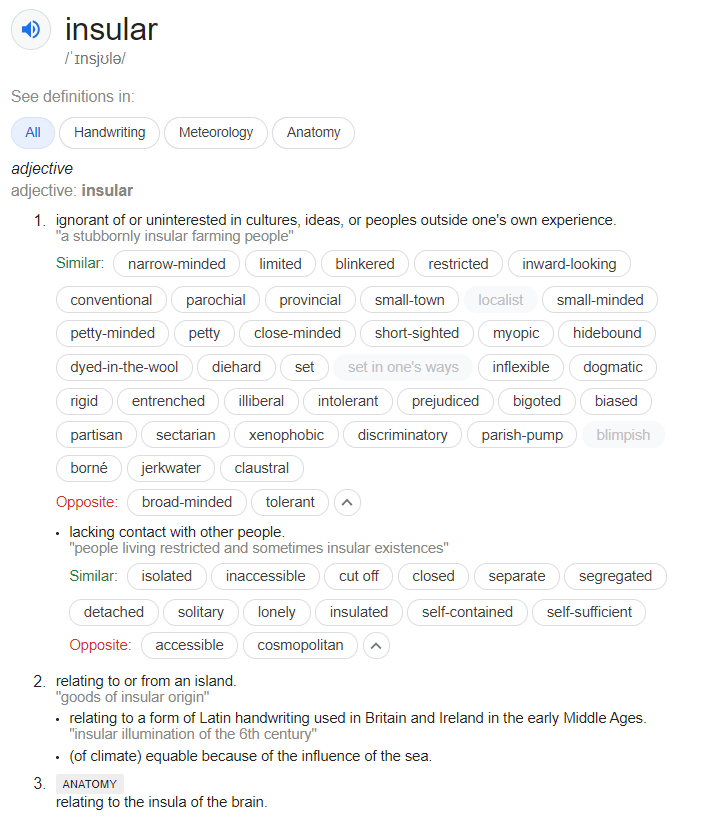 insular
/ˈɪnsjʊlə/
See definitions in:
All Handwriting Meteorology Anatomy
adjective
adjective: insular
1. ignorant of or uninterested in cultures, ideas, or peoples outside one's own experience.
"a stubbornly insular farming people"
Similar: narrow-minded limited blinkered restricted inward-looking
conventional parochial provincial small-town localist small-minded
petty-minded petty close-minded short-sighted myopic hidebound
dyed-in-the-wool diehard set set in one's ways inflexible dogmatic
rigid entrenched illiberal intolerant prejudiced bigoted biased
partisan sectarian xenophobic discriminatory parish-pump blimpish
borné jerkwater claustral
Opposite: broad-minded tolerant
• lacking contact with other people.
"people living restricted and sometimes insular existences"
Similar: isolated inaccessible cut off closed separate segregated
detached solitary lonely insulated self-contained self-sufficient
Opposite: accessible cosmopolitan
2. relating to or from an island.
"goods of insular origin"
• relating to a form of Latin handwriting used in Britain and Ireland in the early Middle Ages.
"insular illumination of the 6th century"
• (of climate) equable because of the influence of the sea.
3. ANATOMY
relating to the insula of the brain.